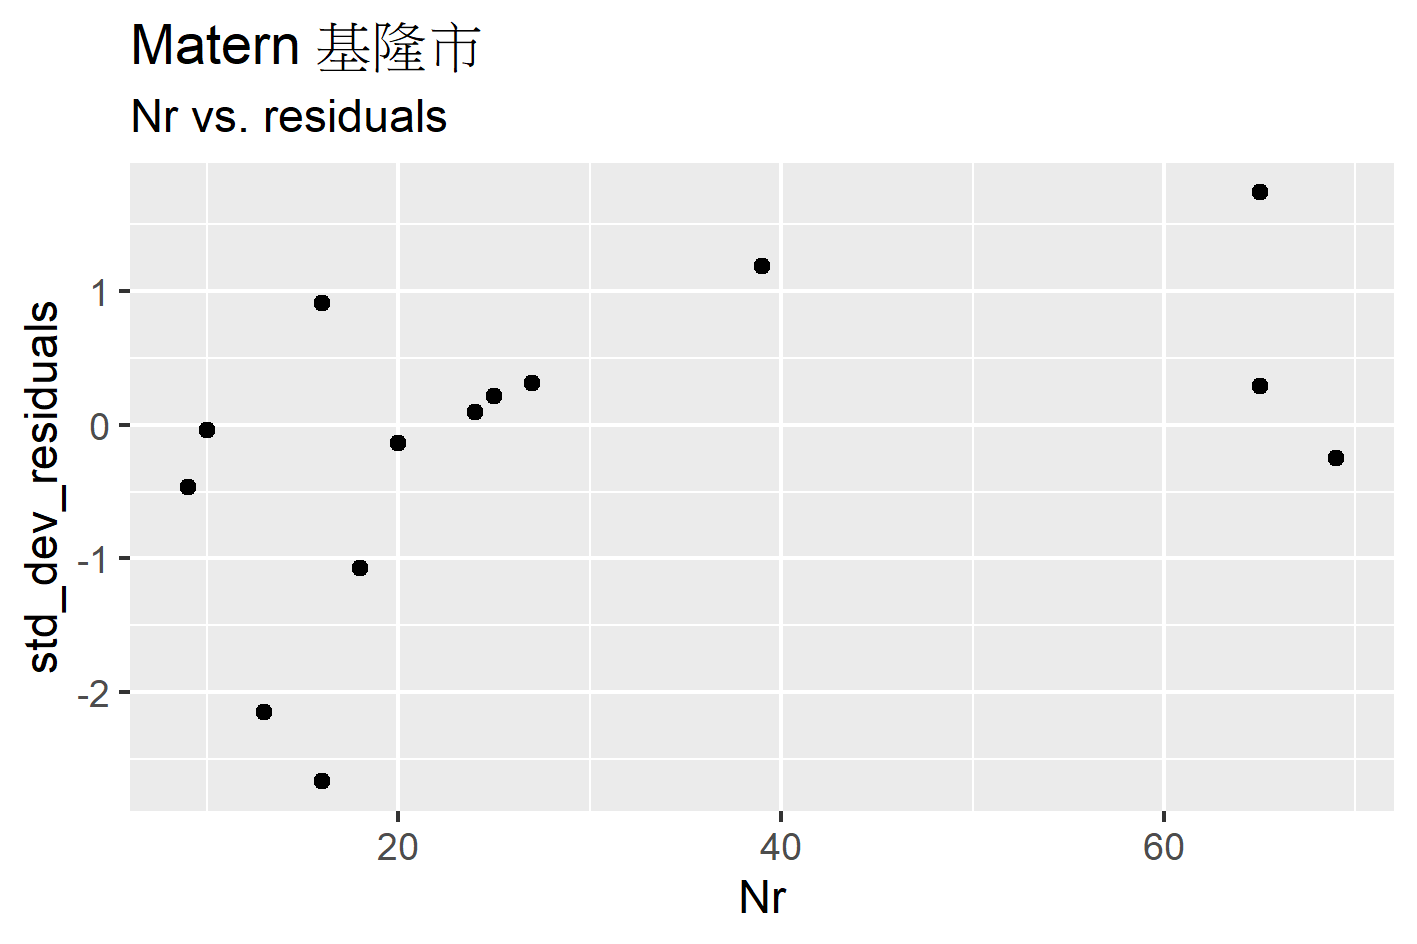 Matern 基隆市
Nr vs. residuals
std_dev_residuals
1
0
-1
-2
20
40
60
Nr